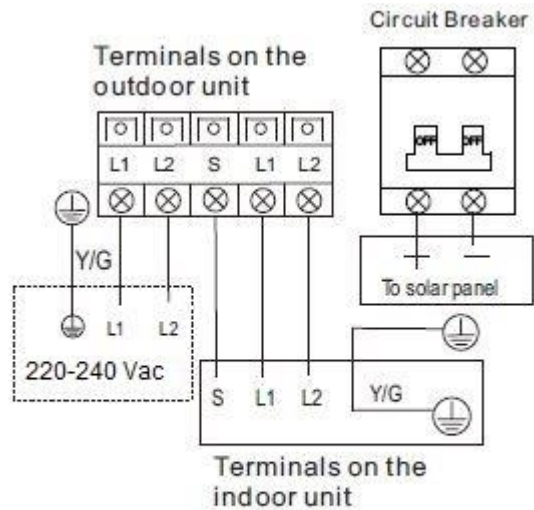 Circuit Breaker
Terminals on the
outdoor unit
OFF OFF
L1 L2 S L1 L2
Y/G
+ −
To solar panel
L1 L2
220-240 Vac
S L1 L2
Y/G
Terminals on the
indoor unit